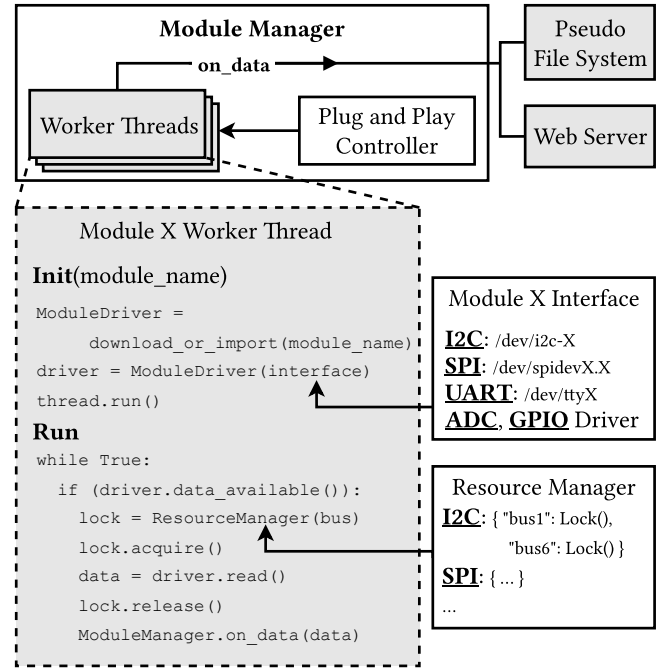 Module Manager
on_data
Worker Threads
Plug and Play
Controller
Pseudo
File System
Web Server
Module X Worker Thread
Init(module_name)
ModuleDriver =
download_or_import(module_name)
driver = ModuleDriver(interface)
thread.run()
Run
while True:
if (driver.data_available()):
lock = ResourceManager(bus)
lock.acquire()
data = driver.read()
lock.release()
ModuleManager.on_data(data)
Module X Interface
I2C: /dev/i2c-X
SPI: /dev/spidevX.X
UART: /dev/ttyX
ADC, GPIO Driver
Resource Manager
I2C: { "bus1": Lock(),
"bus6": Lock() }
SPI: { ... }
...